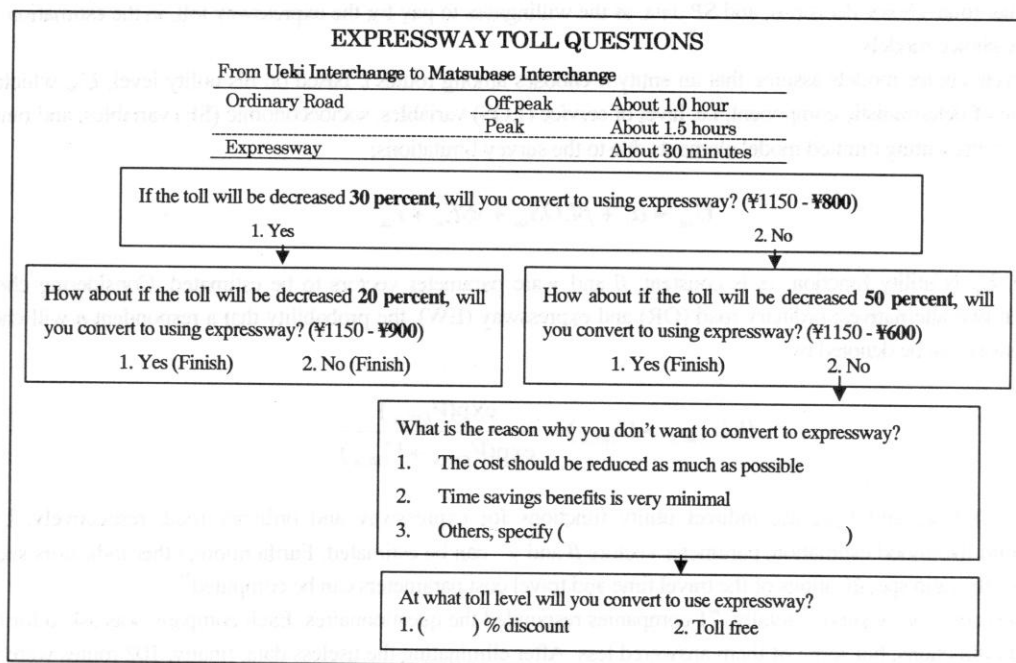 EXPRESSWAY TOLL QUESTIONS
From Ueki Interchange to Matsubase Interchange
Ordinary Road Off-peak About 1.0 hour
Peak About 1.5 hours
Expressway About 30 minutes
If the toll will be decreased 30 percent, will you convert to using expressway? (¥1150 - ¥800)
1. Yes 2. No
How about if the toll will be decreased 20 percent, will
you convert to using expressway? (¥1150 - ¥900)
1. Yes (Finish) 2. No (Finish)
How about if the toll will be decreased 50 percent, will
you convert to using expressway? (¥1150 - ¥600)
1. Yes (Finish) 2. No
What is the reason why you don't want to convert to expressway?
1. The cost should be reduced as much as possible
2. Time savings benefits is very minimal
3. Others, specify ( )
At what toll level will you convert to use expressway?
1. ( ) % discount 2. Toll free